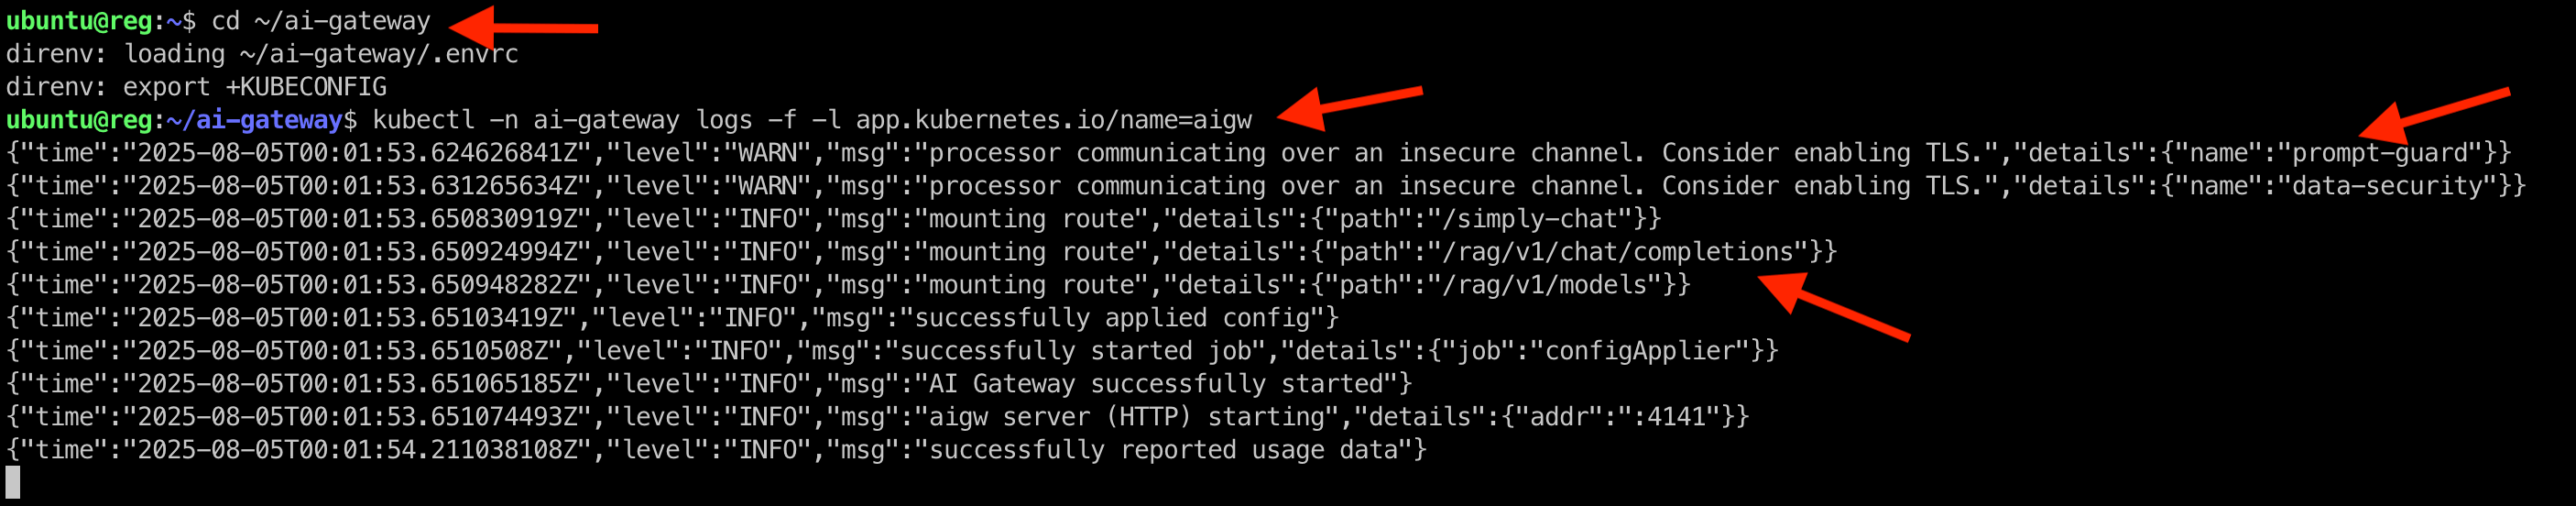 ubuntu@reg:~$ cd ~/ai-gateway
direnv: loading ~/ai-gateway/.envrc
direnv: export +KUBECONFIG
ubuntu@reg:~/ai-gateway$ kubectl -n ai-gateway logs -f -l app.kubernetes.io/name=aigw
{"time":"2025-08-05T00:01:53.624626841Z","level":"WARN","msg":"processor communicating over an insecure channel. Consider enabling TLS.","details":{"name":"prompt-guard"}}
{"time":"2025-08-05T00:01:53.631265634Z","level":"WARN","msg":"processor communicating over an insecure channel. Consider enabling TLS.","details":{"name":"data-security"}}
{"time":"2025-08-05T00:01:53.650830919Z","level":"INFO","msg":"mounting route","details":{"path":"/simply-chat"}}
{"time":"2025-08-05T00:01:53.650924994Z","level":"INFO","msg":"mounting route","details":{"path":"/rag/v1/chat/completions"}}
{"time":"2025-08-05T00:01:53.650948282Z","level":"INFO","msg":"mounting route","details":{"path":"/rag/v1/models"}}
{"time":"2025-08-05T00:01:53.65103419Z","level":"INFO","msg":"successfully applied config"}
{"time":"2025-08-05T00:01:53.6510508Z","level":"INFO","msg":"successfully started job","details":{"job":"configApplier"}}
{"time":"2025-08-05T00:01:53.651065185Z","level":"INFO","msg":"AI Gateway successfully started"}
{"time":"2025-08-05T00:01:53.651074493Z","level":"INFO","msg":"aigw server (HTTP) starting","details":{"addr":":4141"}}
{"time":"2025-08-05T00:01:54.211038108Z","level":"INFO","msg":"successfully reported usage data"}